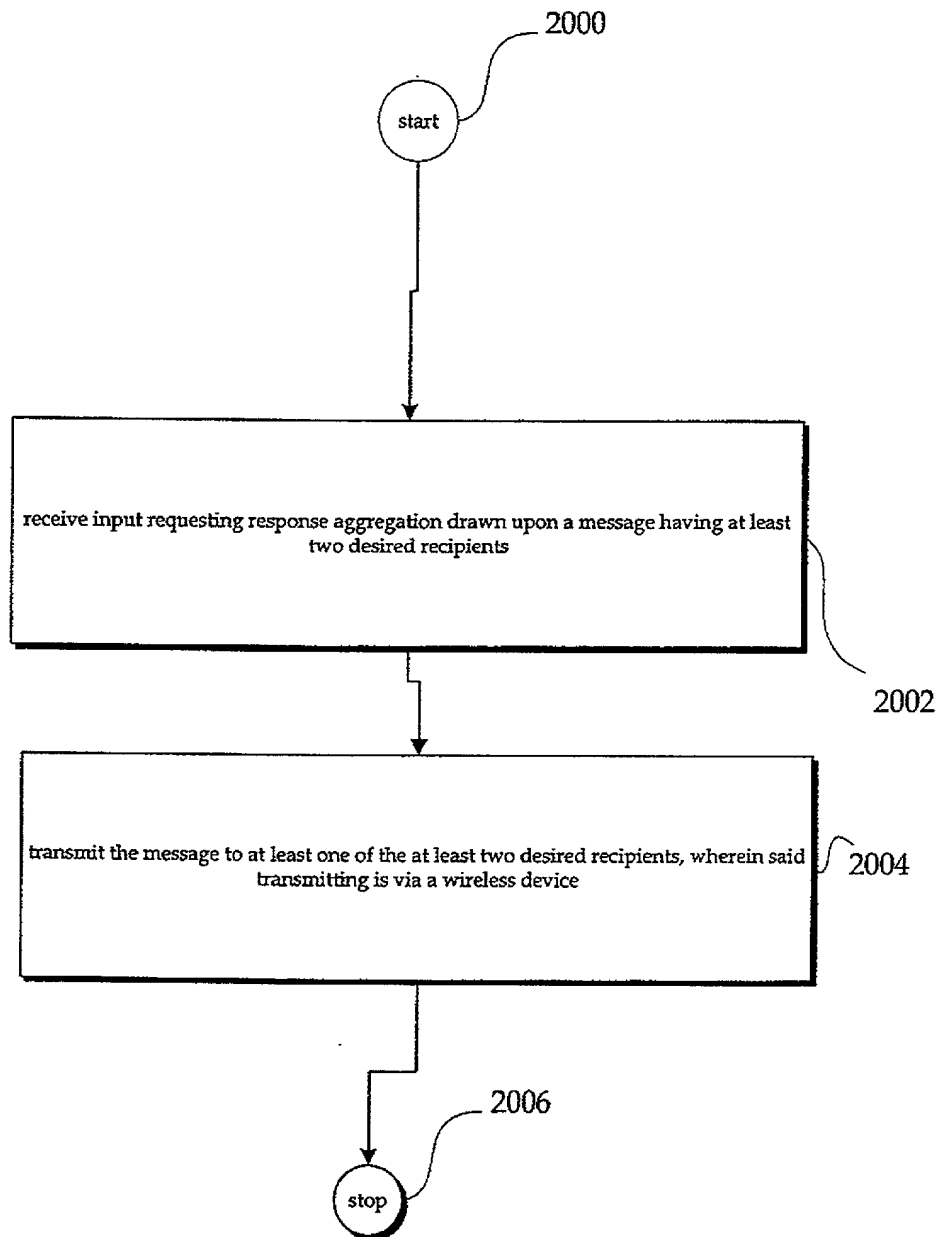 2000
start
receive input requesting response aggregation drawn upon a message having at least
two desired recipients
2002
transmit the message to at least one of the at least two desired recipients, wherein said
transmitting is via a wireless device
2004
2006
stop